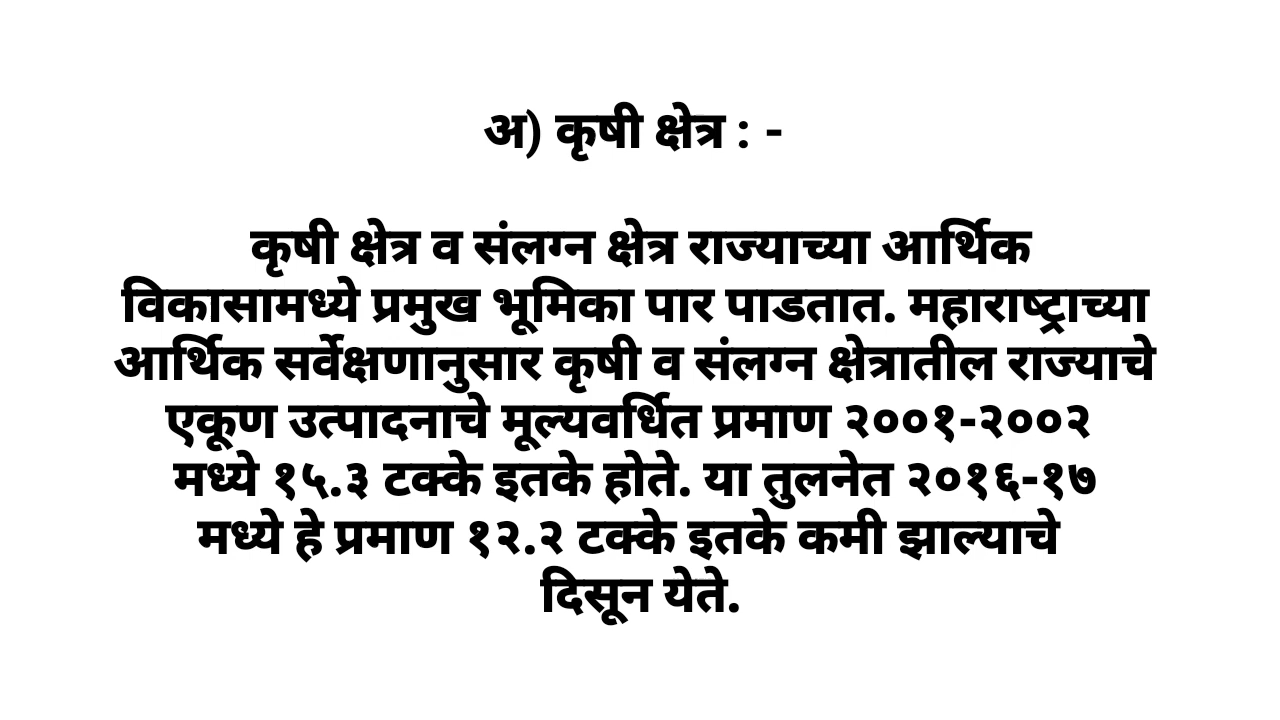 अ) कृषी क्षेत्र : -
कृषी क्षेत्र व संलग्न क्षेत्र राज्याच्या आर्थिक
विकासामध्ये प्रमुख भूमिका पार पाडतात. महाराष्ट्राच्या
आर्थिक सर्वेक्षणानुसार कृषी व संलग्न क्षेत्रातील राज्याचे
एकूण उत्पादनाचे मूल्यवर्धित प्रमाण २००१-२००२
मध्ये १५.३ टक्के इतके होते. या तुलनेत २०१६-१७
मध्ये हे प्रमाण १२.२ टक्के इतके कमी झाल्याचे
दिसून येते.